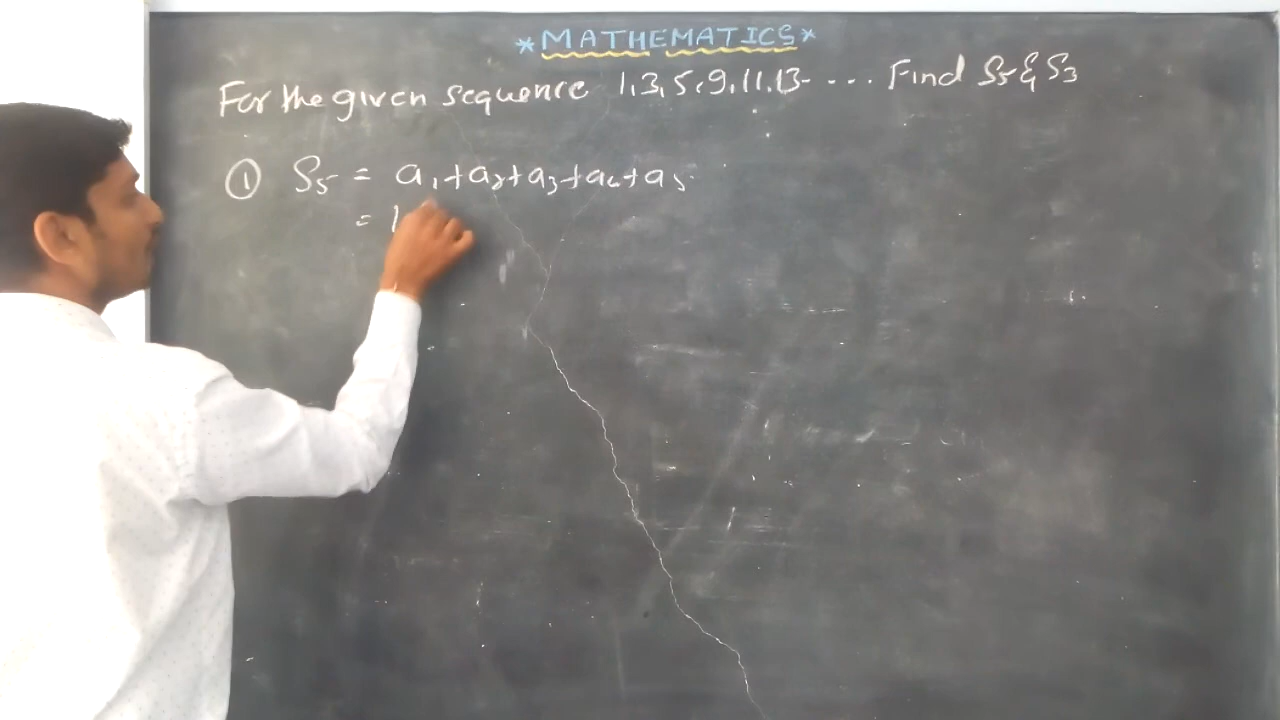 *MATHEMATICS*
For the given sequence 1,3,5,9,11,13- ... Find S5 & S3
① S5 = a1+a2+a3+a4+a5.
= 1